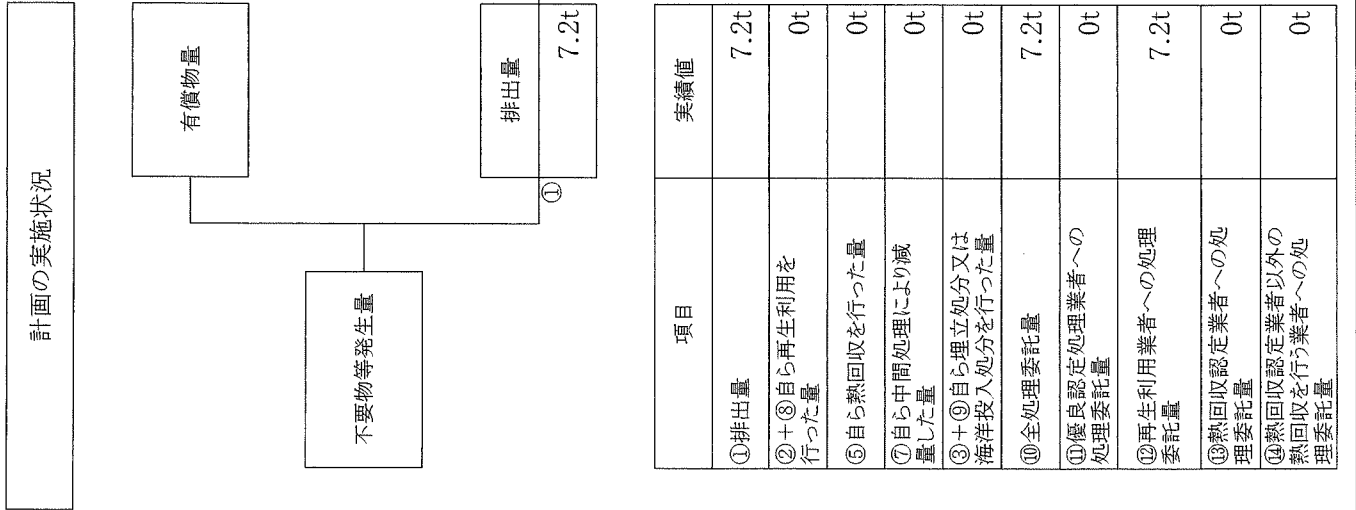 計画の実施状況
有償物量
不要物等発生量
排出量
① 7.2t
項目 実績値
①排出量 7.2t
②+⑧自ら再生利用を
行った量 0t
⑤自ら熱回収を行った量 0t
⑦自ら中間処理により減
量した量 0t
③+⑨自ら埋立処分又は
海洋投入処分を行った量 0t
⑩全処理委託量 7.2t
⑪優良認定処理業者への
処理委託量 0t
⑫再生利用業者への処理
委託量 7.2t
⑬熱回収認定業者への処
理委託量 0t
⑭熱回収認定業者以外の
熱回収を行う業者への処
理委託量 0t